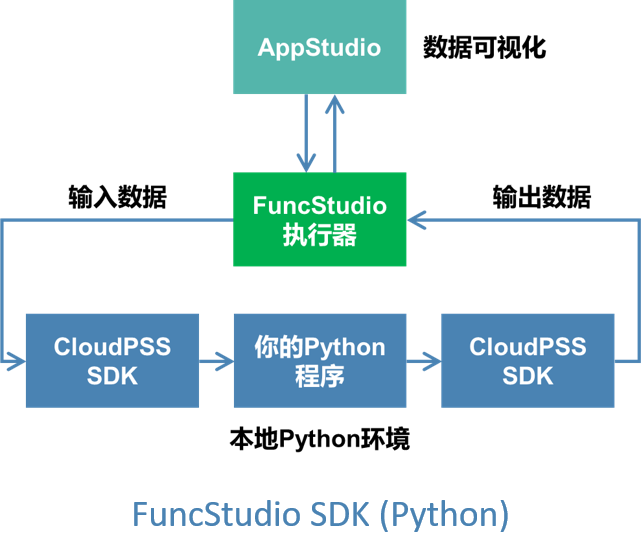 AppStudio
数据可视化
输入数据
FuncStudio
执行器
输出数据
CloudPSS
SDK
你的Python
程序
CloudPSS
SDK
本地Python环境
FuncStudio SDK (Python)